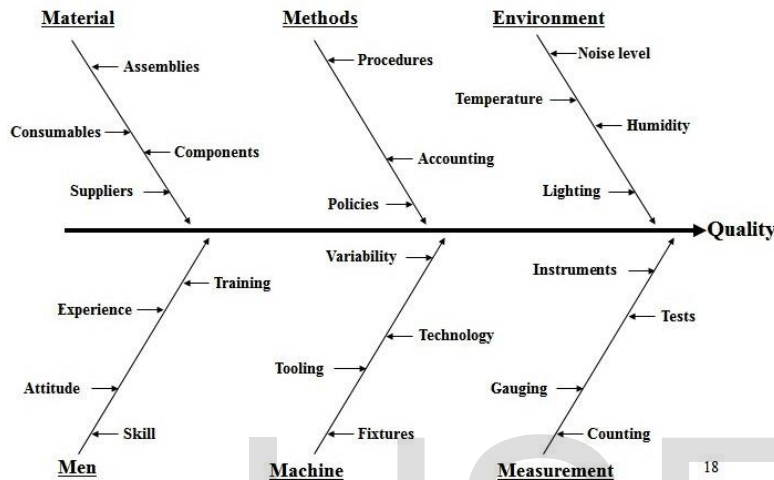 Material
Methods
Environment
Assemblies
Consumables
Components
Suppliers
Procedures
Accounting
Policies
Noise level
Temperature
Humidity
Lighting
Quality
Training
Experience
Attitude
Skill
Variability
Technology
Tooling
Fixtures
Instruments
Tests
Gauging
Counting
Men
Machine
Measurement
18